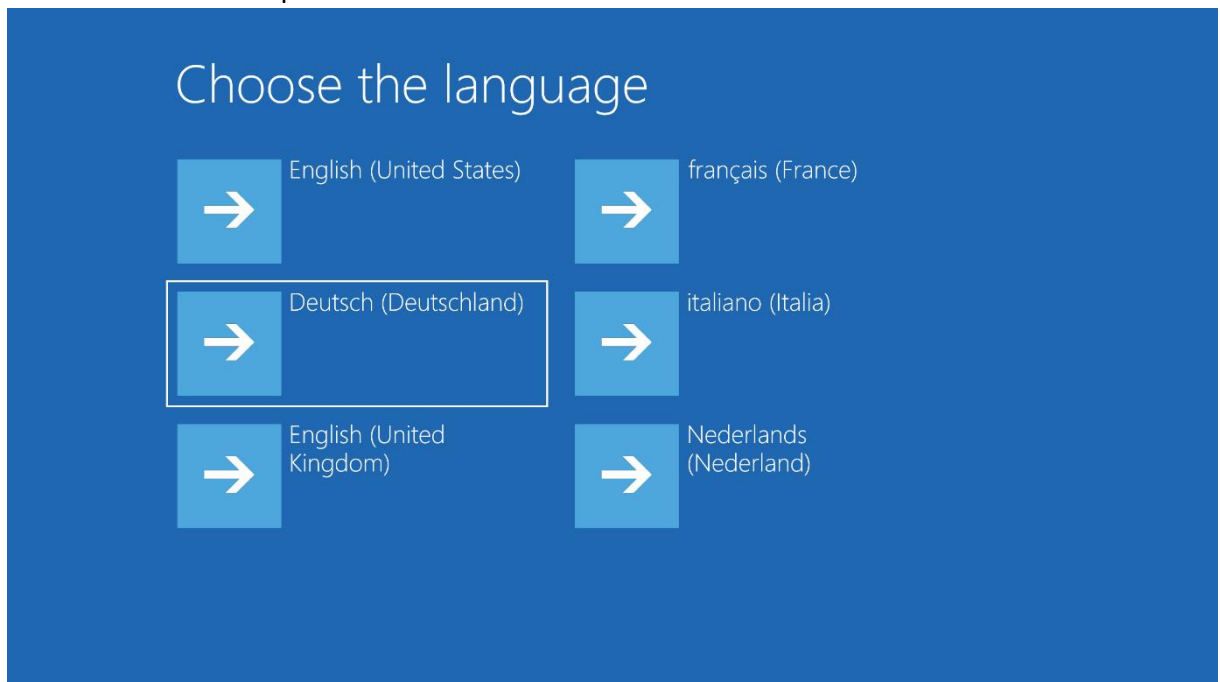 Choose the language
English (United States)
français (France)
Deutsch (Deutschland)
italiano (Italia)
English (United
Kingdom)
Nederlands
(Nederland)